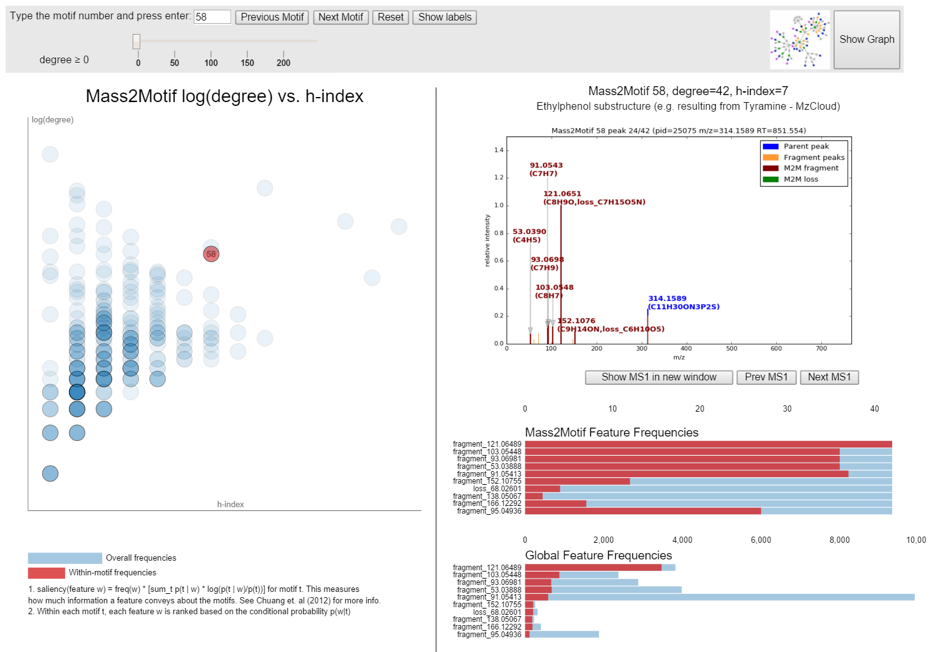 Type the motif number and press enter: 58 Previous Motif Next Motif Reset Show labels
degree ≥ 0
0 50 100 150 200
Show Graph
Mass2Motif log(degree) vs. h-index
log(degree)
58
h-index
Overall frequencies
Within-motif frequencies
1. saliency(feature w) = freq(w) * [sum_t p(t | w) * log(p(t | w)/p(t))] for motif t. This measures
how much information a feature conveys about the motifs. See Chuang et. al (2012) for more info.
2. Within each motif t, each feature w is ranked based on the conditional probability p(w|t)
Mass2Motif 58, degree=42, h-index=7
Ethylphenol substructure (e.g. resulting from Tyramine - MzCloud)
Mass2Motif 58 peak 24/42 (pid=25075 m/z=314.1589 RT=851.554)
relative intensity
1.4
1.2
1.0
0.8
0.6
0.4
0.2
0.0
0 100 200 300 400 500 600 700
m/z
Parent peak
Fragment peaks
M2M fragment
M2M loss
91.0543
(C7H7)
121.0651
(C8H9O,loss_C7H15O5N)
53.0390
(C4H5)
93.0698
(C7H9)
103.0548
(C8H7)
314.1589
(C11H30ON3P2S)
152.1076
(C9H14ON,loss_C6H10O5)
Show MS1 in new window Prev MS1 Next MS1
0 10 20 30 40
Mass2Motif Feature Frequencies
fragment_121.06489
fragment_103.05448
fragment_93.06981
fragment_53.03888
fragment_91.05413
fragment_152.10755
loss_68.02601
fragment_138.05067
fragment_166.12292
fragment_95.04936
0 2,000 4,000 6,000 8,000 10,00
Global Feature Frequencies
fragment_121.06489
fragment_103.05448
fragment_93.06981
fragment_53.03888
fragment_91.05413
fragment_152.10755
loss_68.02601
fragment_138.05067
fragment_166.12292
fragment_95.04936